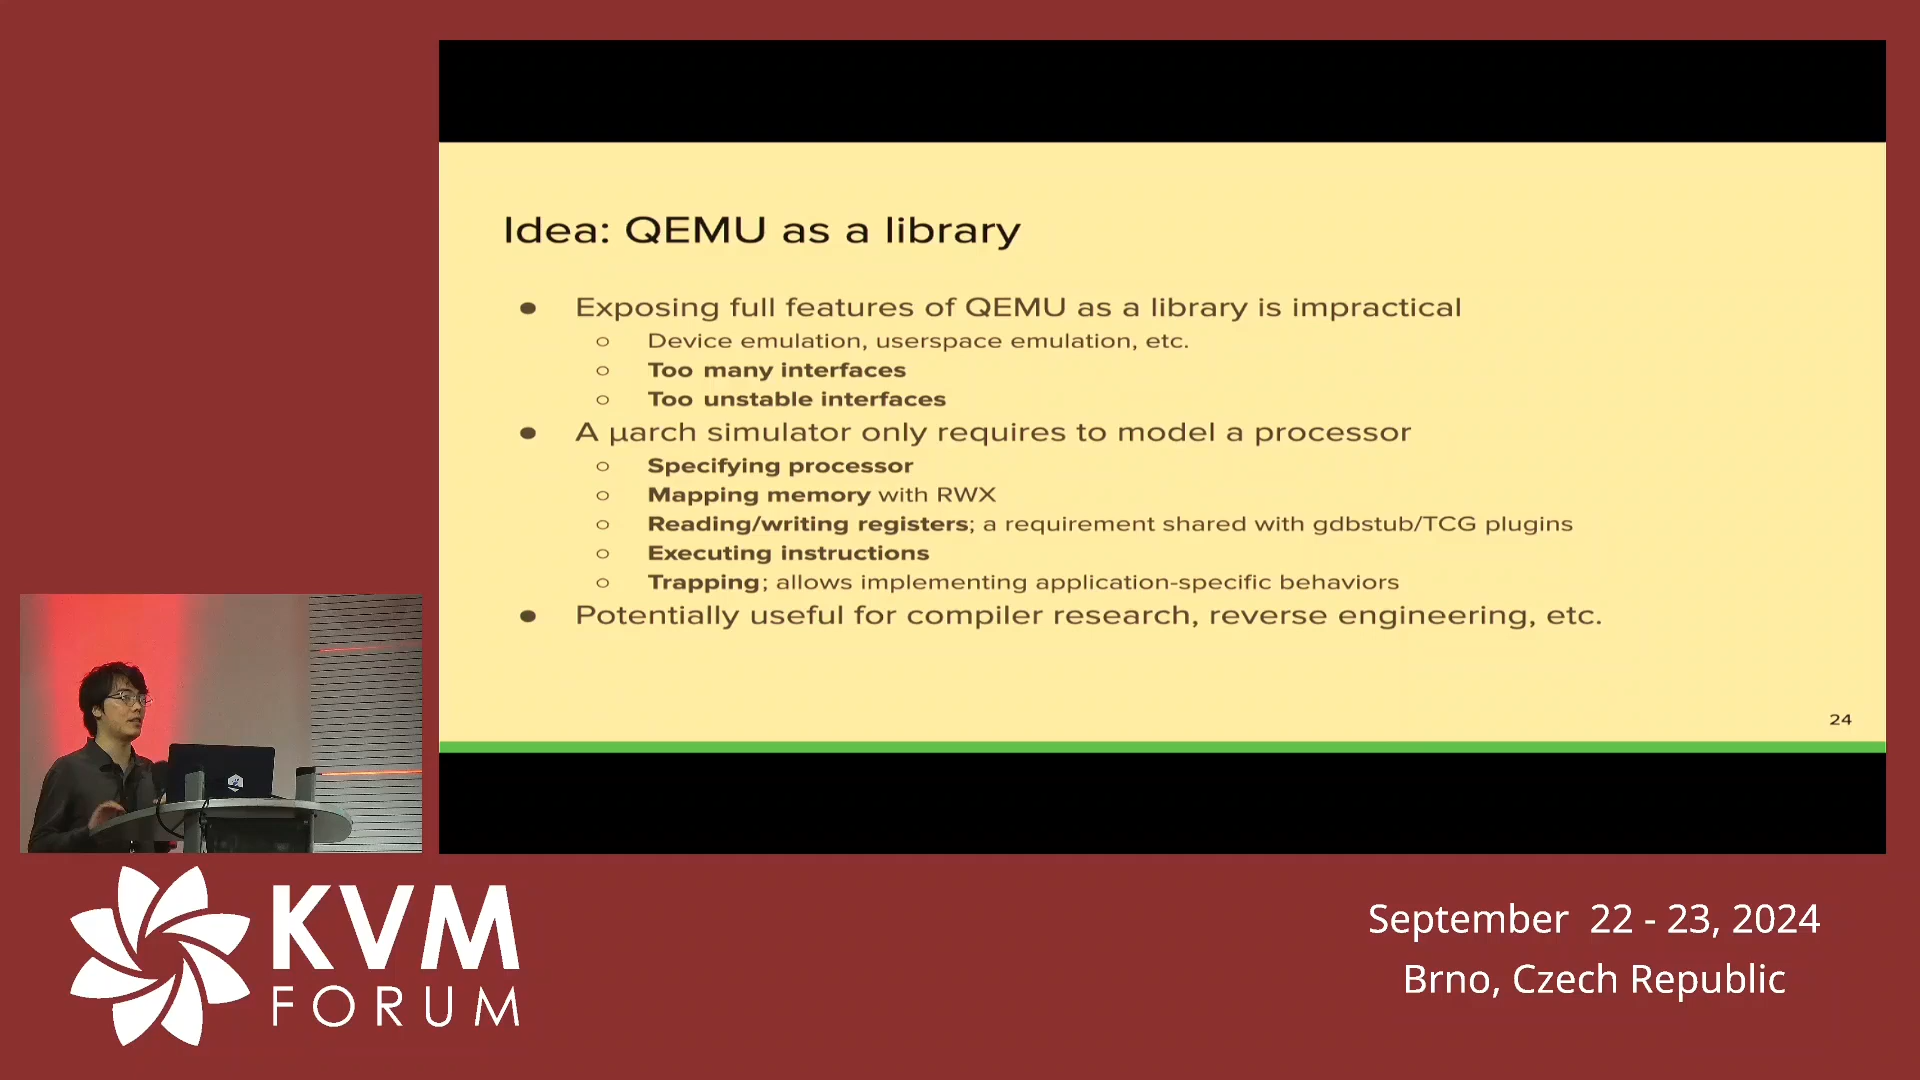 Idea: QEMU as a library
● Exposing full features of QEMU as a library is impractical
○ Device emulation, userspace emulation, etc.
○ Too many interfaces
○ Too unstable interfaces
● A µarch simulator only requires to model a processor
○ Specifying processor
○ Mapping memory with RWX
○ Reading/writing registers; a requirement shared with gdbstub/TCG plugins
○ Executing instructions
○ Trapping; allows implementing application-specific behaviors
● Potentially useful for compiler research, reverse engineering, etc.
24
KVM
FORUM
September 22 - 23, 2024
Brno, Czech Republic